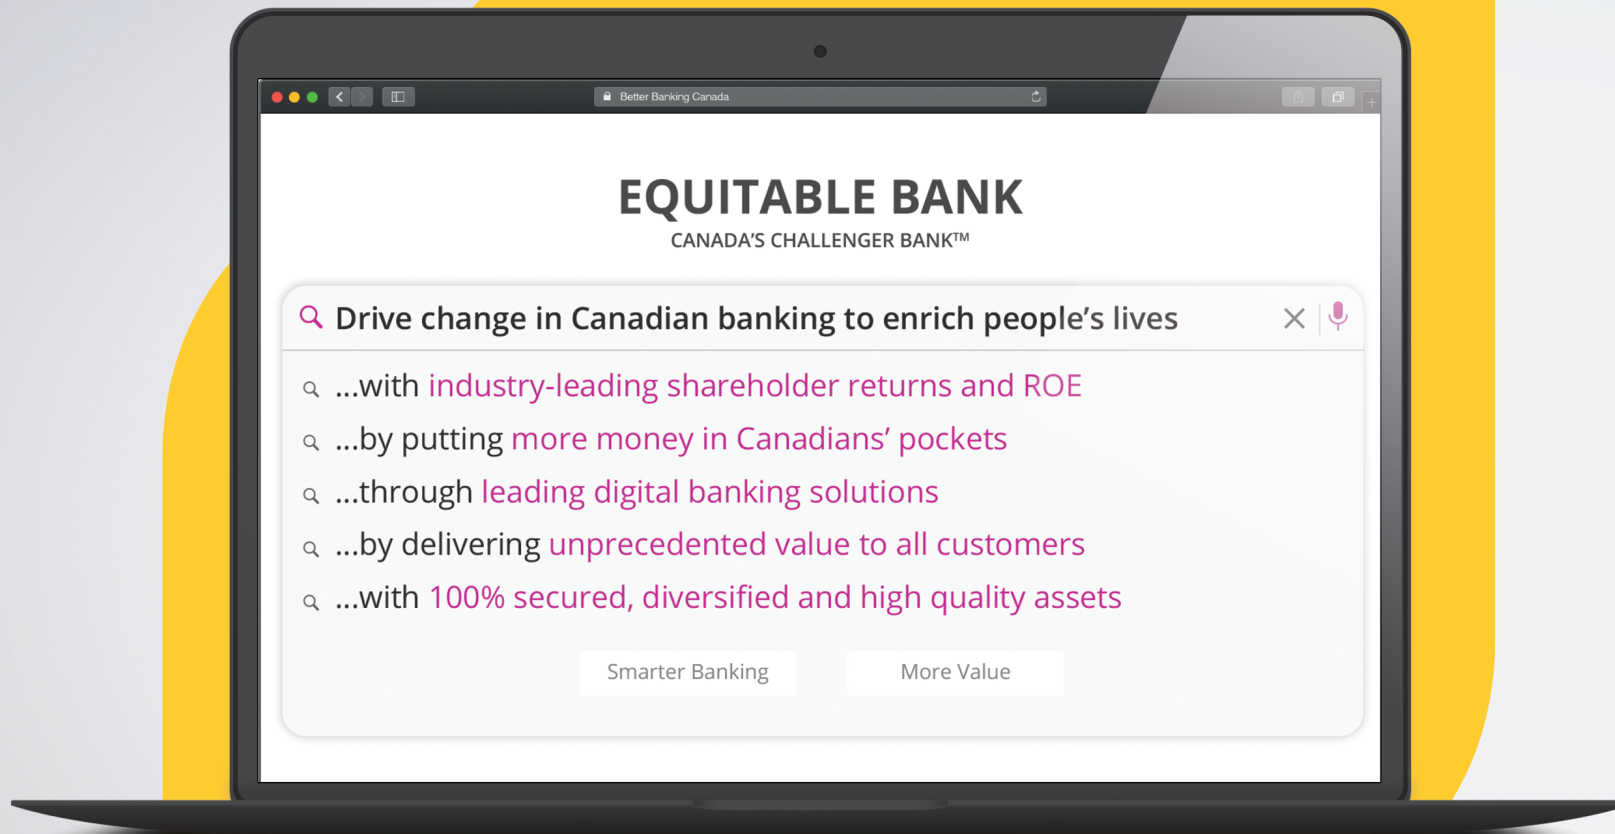 Better Banking Canada
EQUITABLE BANK
CANADA'S CHALLENGER BANK™
Drive change in Canadian banking to enrich people's lives
...with industry-leading shareholder returns and ROE
...by putting more money in Canadians' pockets
...through leading digital banking solutions
...by delivering unprecedented value to all customers
...with 100% secured, diversified and high quality assets
Smarter Banking
More Value